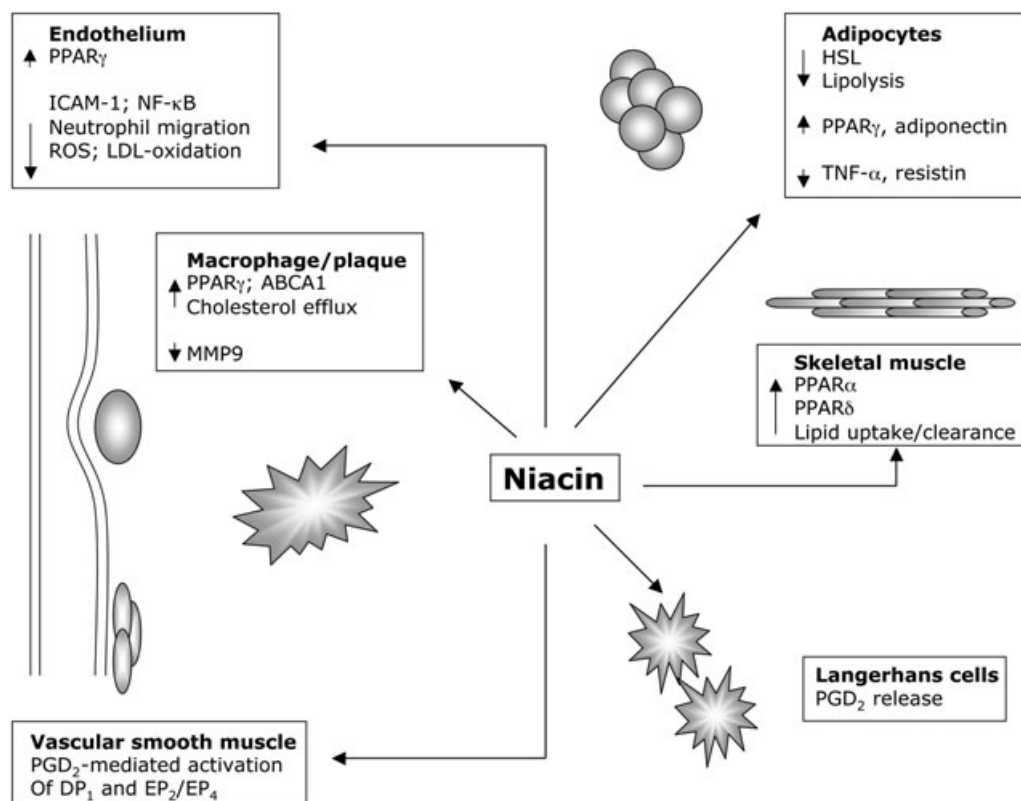 Endothelium
PPARγ
ICAM-1; NF-κB
Neutrophil migration
ROS; LDL-oxidation
Adipocytes
HSL
Lipolysis
PPARγ, adiponectin
TNF-α, resistin
Macrophage/plaque
PPARγ; ABCA1
Cholesterol efflux
MMP9
Skeletal muscle
PPARα
PPARδ
Lipid uptake/clearance
Niacin
Langerhans cells
PGD₂ release
Vascular smooth muscle
PGD₂-mediated activation
Of DP₁ and EP₂/EP₄